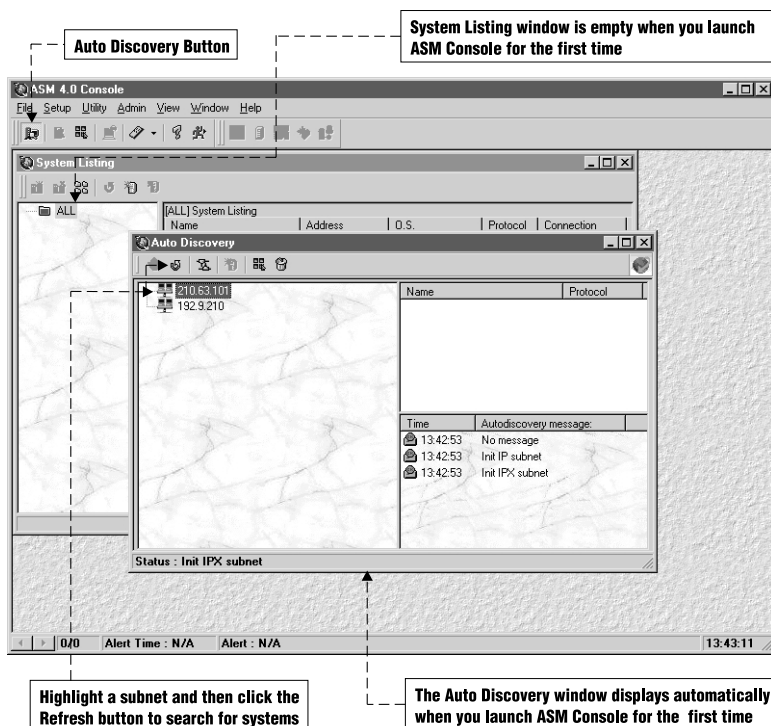 Auto Discovery Button
System Listing window is empty when you launch
ASM Console for the first time
ASM 4.0 Console
File Setup Utility Admin View Window Help
System Listing
ALL
[ALL] System Listing
Name Address O.S. Protocol Connection
Auto Discovery
210.63.101
192.9.210
Name Protocol
Time Autodiscovery message:
13:42:53 No message
13:42:53 Init IP subnet
13:42:53 Init IPX subnet
Status : Init IPX subnet
0/0 Alert Time : N/A Alert : N/A 13:43:11
Highlight a subnet and then click the
Refresh button to search for systems
The Auto Discovery window displays automatically
when you launch ASM Console for the first time